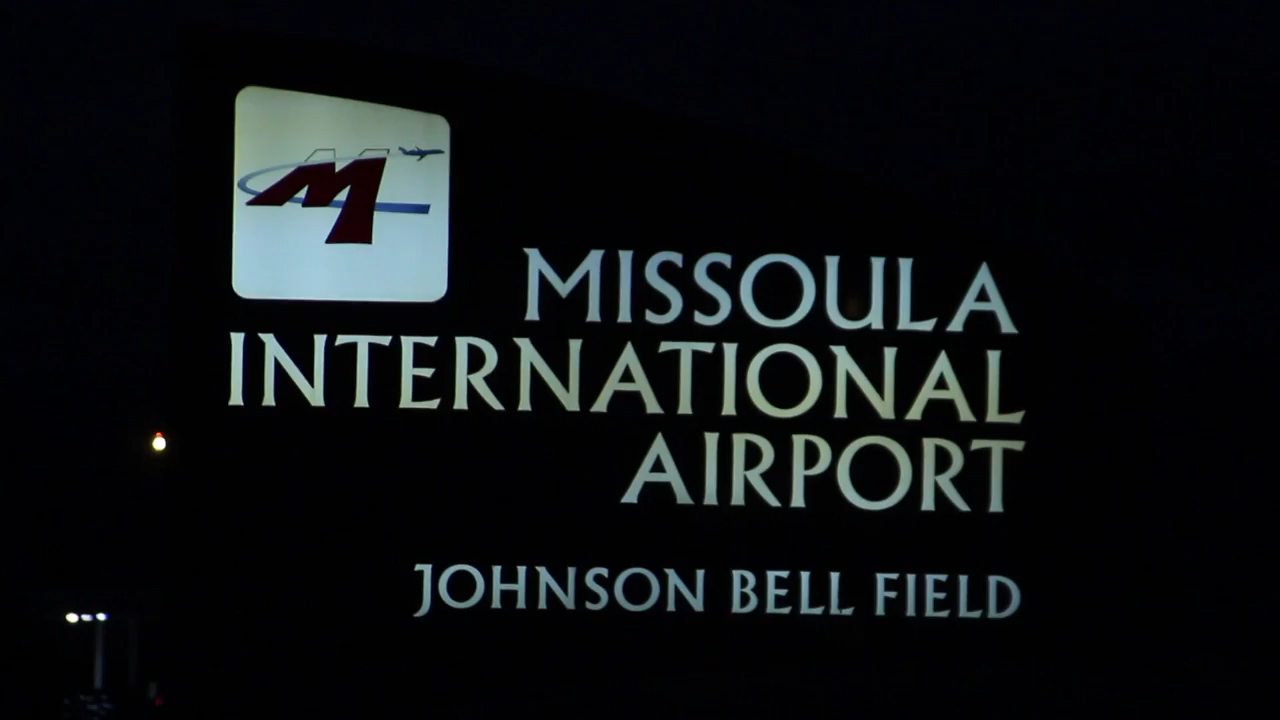 M
MISSOULA
INTERNATIONAL
AIRPORT
JOHNSON BELL FIELD